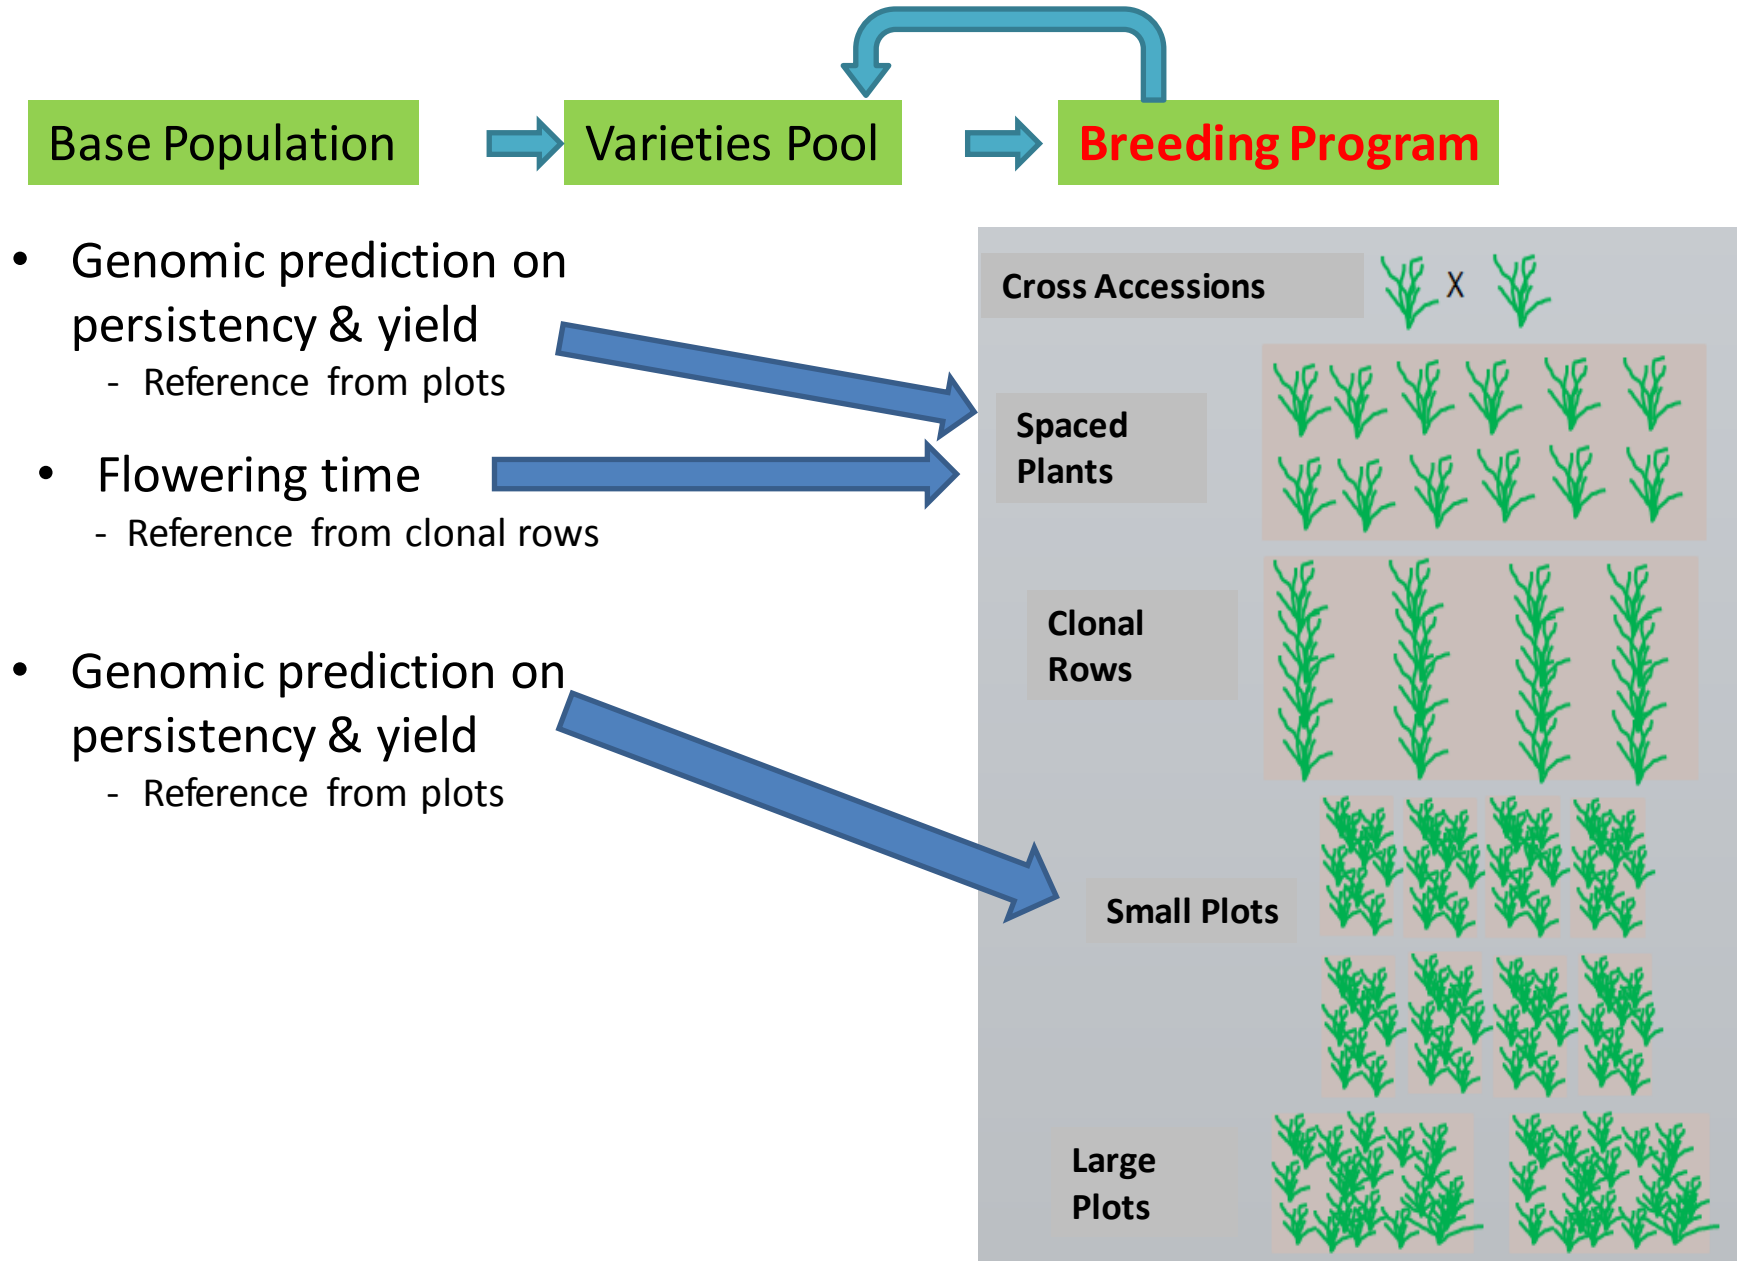 Base Population
Varieties Pool
Breeding Program
• Genomic prediction on
persistency & yield
- Reference from plots
• Flowering time
- Reference from clonal rows
• Genomic prediction on
persistency & yield
- Reference from plots
Cross Accessions
X
Spaced
Plants
Clonal
Rows
Small Plots
Large
Plots